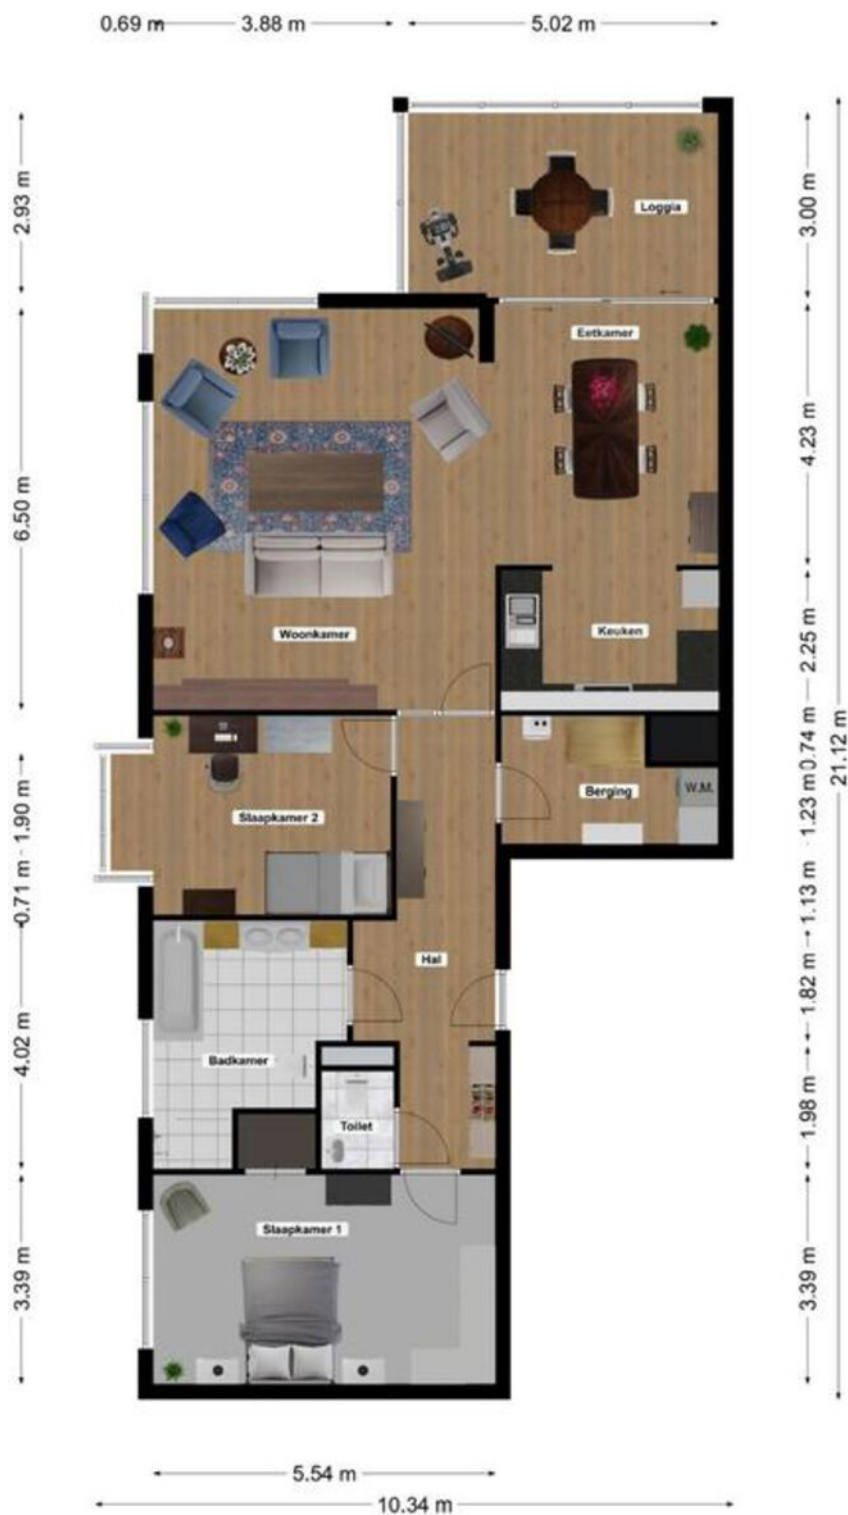 0.69 m
3.88 m
5.02 m
2.93 m
3.00 m
Loggia
Eetkamer
4.23 m
6.50 m
21.12 m
Woonkamer
Keuken
2.25 m
0.74 m
Slaapkamer 2
Berging
W.M.
1.90 m
1.23 m
0.71 m
1.13 m
Hal
1.82 m
4.02 m
Badkamer
Toilet
1.98 m
Slaapkamer 1
3.39 m
3.39 m
5.54 m
10.34 m